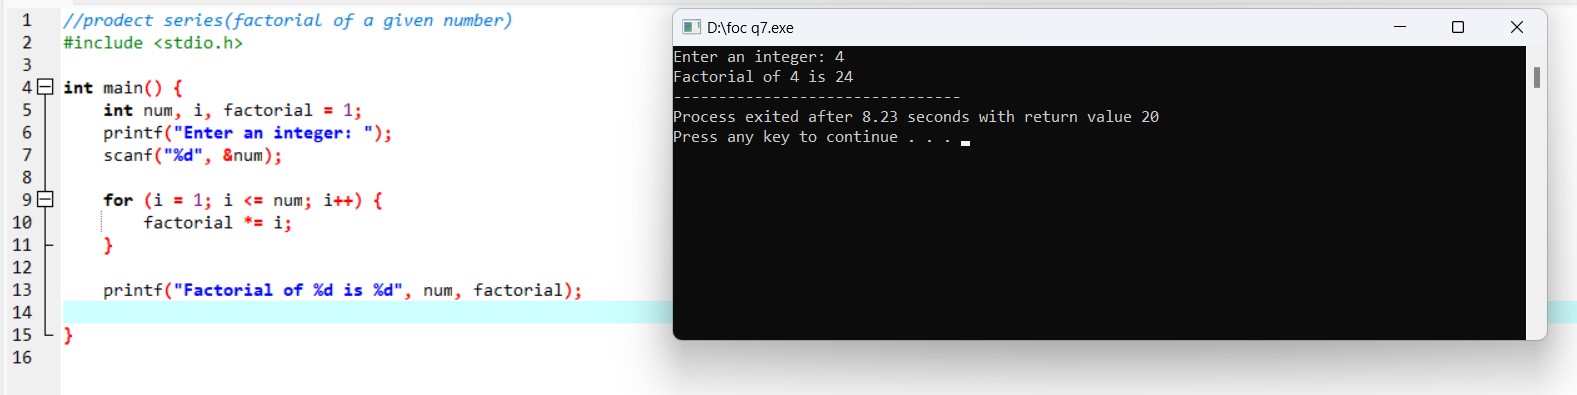 1 //prodect series(factorial of a given number)
2 #include <stdio.h>
3
4 int main() {
5 int num, i, factorial = 1;
6 printf("Enter an integer: ");
7 scanf("%d", &num);
8
9 for (i = 1; i <= num; i++) {
10 factorial *= i;
11 }
12
13 printf("Factorial of %d is %d", num, factorial);
14
15 }
16
D:\foc q7.exe
Enter an integer: 4
Factorial of 4 is 24
--------------------------------
Process exited after 8.23 seconds with return value 20
Press any key to continue . . .